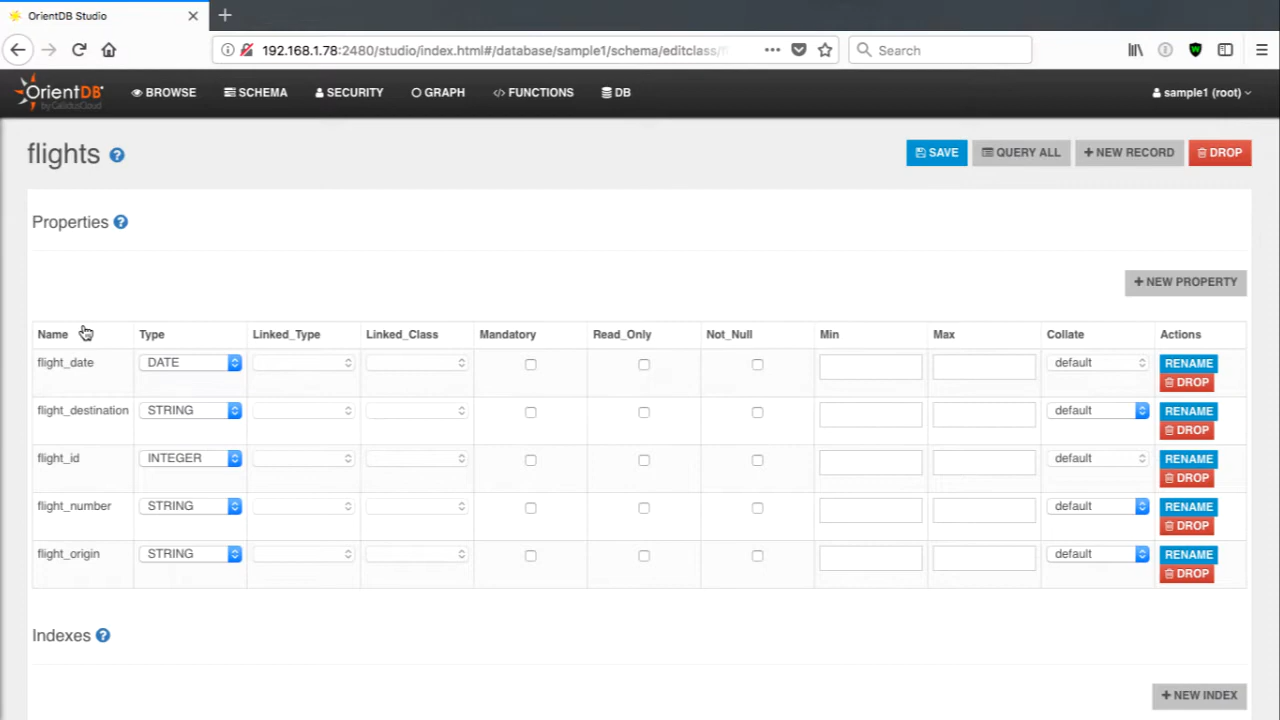 OrientDB Studio
192.168.1.78:2480/studio/index.html#/database/sample1/schema/editclass/
Search
OrientDB
by CallidusCloud
BROWSE SCHEMA SECURITY GRAPH FUNCTIONS DB sample1 (root)
flights
SAVE QUERY ALL + NEW RECORD DROP
Properties
+ NEW PROPERTY
Name Type Linked_Type Linked_Class Mandatory Read_Only Not_Null Min Max Collate Actions
flight_date DATE default RENAME
DROP
flight_destination STRING default RENAME
DROP
flight_id INTEGER default RENAME
DROP
flight_number STRING default RENAME
DROP
flight_origin STRING default RENAME
DROP
Indexes
+ NEW INDEX